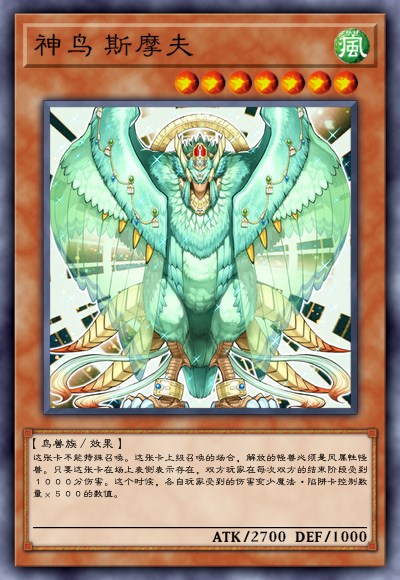 神鸟 斯摩夫
風
【鸟兽族／效果】
这张卡不能特殊召唤。这张卡上级召唤的场合，解放的怪兽必须是风属性怪
兽。只要这张卡在场上表侧表示存在，双方玩家在每次双方的结束阶段受到
１０００分伤害。这个时候，各自玩家受到的伤害变少魔法・陷阱卡控制数
量×５００的数值。
ATK/2700 DEF/1000